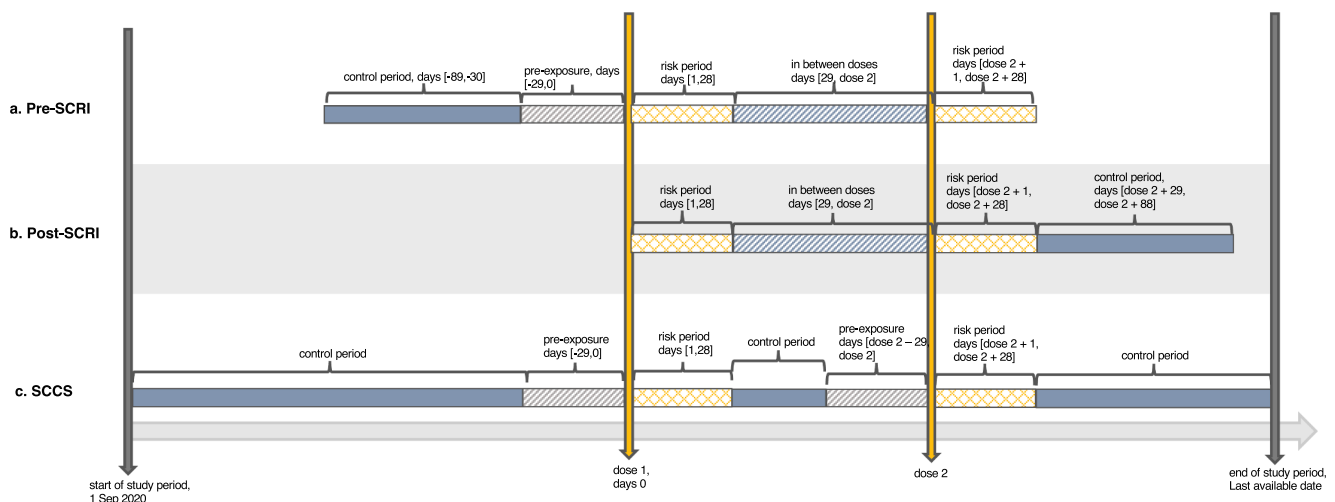 a. Pre-SCRI
control period, days [-89,-30]
pre-exposure, days
[-29,0]
risk period
days [1,28]
in between doses
days [29, dose 2]
risk period
days [dose 2 +
1, dose 2 + 28]
b. Post-SCRI
risk period
days [1,28]
in between doses
days [29, dose 2]
risk period
days [dose 2 + 1,
dose 2 + 28]
control period,
days [dose 2 + 29,
dose 2 + 88]
c. SCCS
control period
pre-exposure
days [-29,0]
risk period
days [1,28]
control period
pre-exposure
days [dose 2 – 29,
dose 2]
risk period
days [dose 2 + 1,
dose 2 + 28]
control period
start of study period,
1 Sep 2020
dose 1,
days 0
dose 2
end of study period,
Last available date